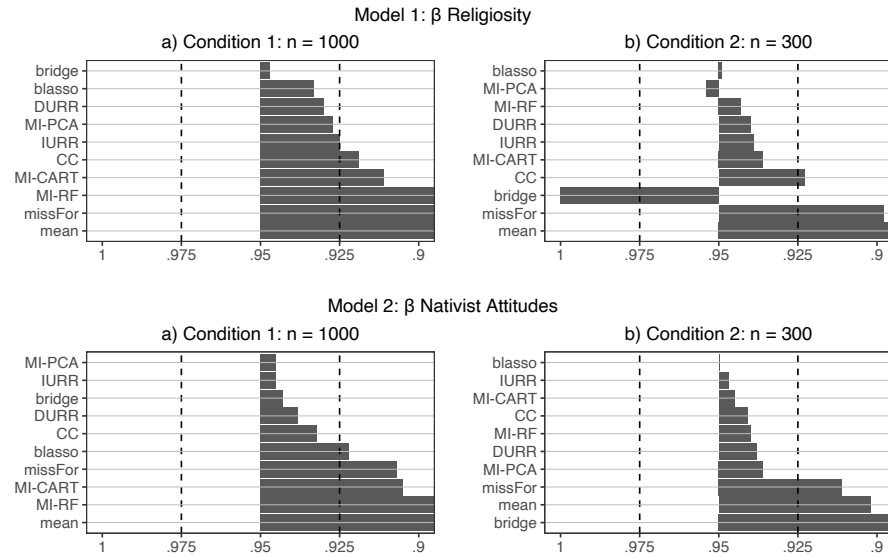 Model 1: β Religiosity
a) Condition 1: n = 1000
bridge
blasso
DURR
MI-PCA
IURR
CC
MI-CART
MI-RF
missFor
mean
1 .975 .95 .925 .9
b) Condition 2: n = 300
blasso
MI-PCA
MI-RF
DURR
IURR
MI-CART
CC
bridge
missFor
mean
1 .975 .95 .925 .9
Model 2: β Nativist Attitudes
a) Condition 1: n = 1000
MI-PCA
IURR
bridge
DURR
CC
blasso
missFor
MI-CART
MI-RF
mean
1 .975 .95 .925 .9
b) Condition 2: n = 300
blasso
IURR
MI-CART
CC
MI-RF
DURR
MI-PCA
missFor
mean
bridge
1 .975 .95 .925 .9